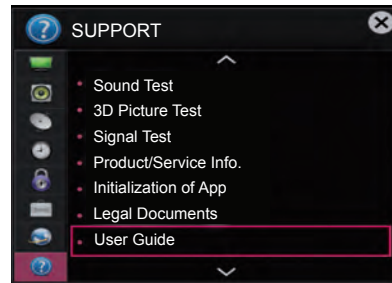 SUPPORT
Sound Test
3D Picture Test
Signal Test
Product/Service Info.
Initialization of App
Legal Documents
User Guide